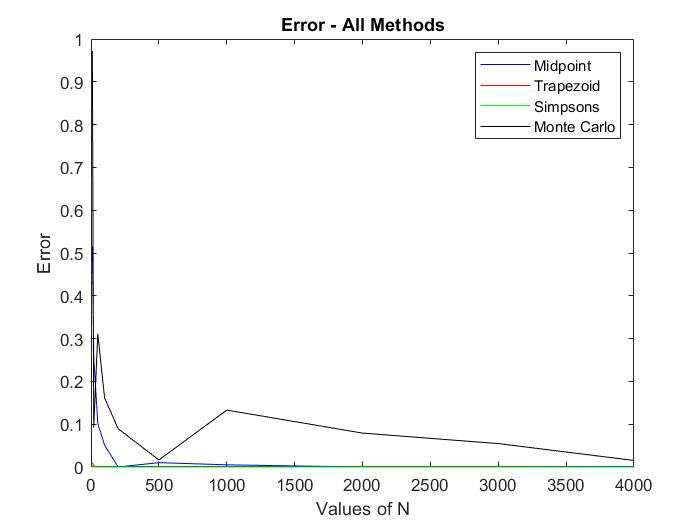 Error - All Methods
1
0.9
0.8
0.7
0.6
0.5
0.4
0.3
0.2
0.1
0
Error
Midpoint
Trapezoid
Simpsons
Monte Carlo
0 500 1000 1500 2000 2500 3000 3500 4000
Values of N